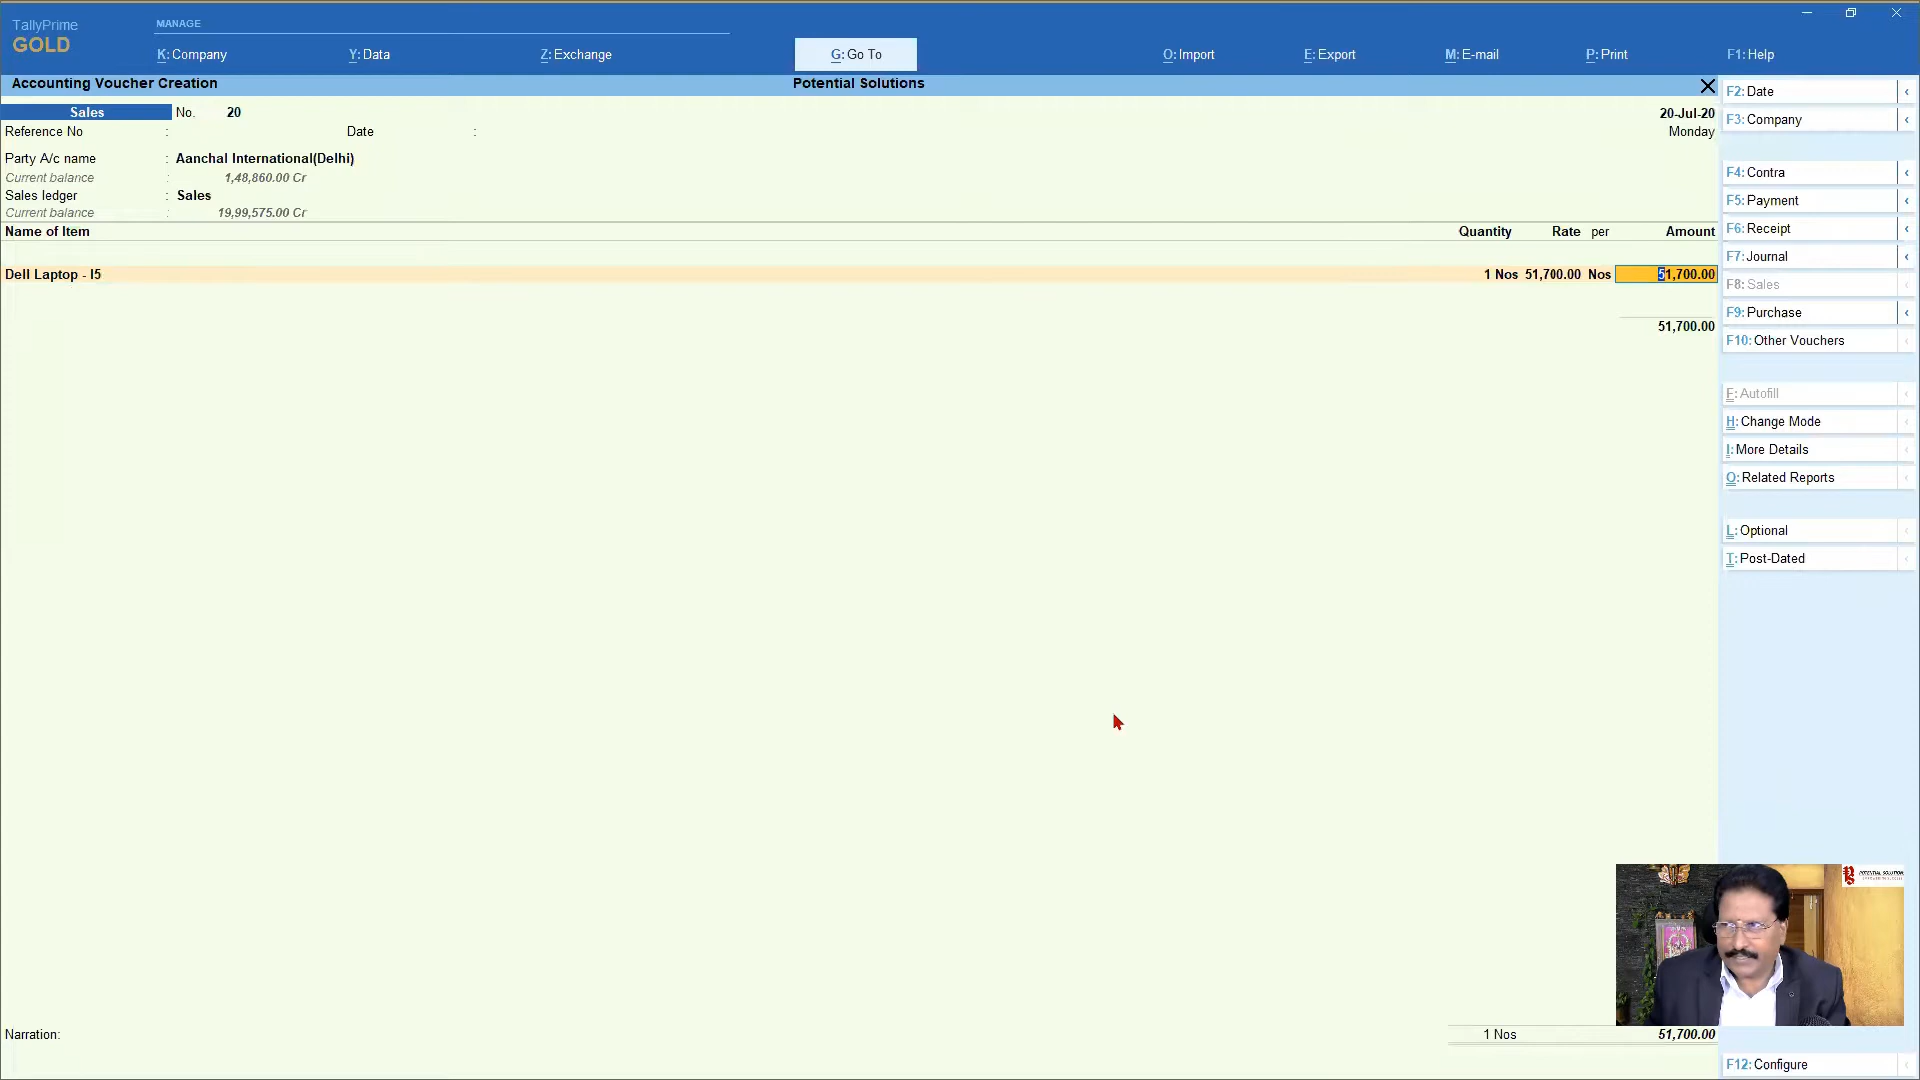 TallyPrime
GOLD
MANAGE
K: Company
Y: Data
Z: Exchange
G: Go To
O: Import
E: Export
M: E-mail
P: Print
F1: Help
Accounting Voucher Creation
Potential Solutions
Sales No. 20
20-Jul-20
Reference No : Date :
Monday
Party A/c name : Aanchal International(Delhi)
Current balance : 1,48,860.00 Cr
Sales ledger : Sales
Current balance : 19,99,575.00 Cr
Name of Item Quantity Rate per Amount
Dell Laptop - I5 1 Nos 51,700.00 Nos 51,700.00
51,700.00
Narration: 1 Nos 51,700.00
F2: Date
F3: Company
F4: Contra
F5: Payment
F6: Receipt
F7: Journal
F8: Sales
F9: Purchase
F10: Other Vouchers
F: Autofill
H: Change Mode
I: More Details
O: Related Reports
L: Optional
T: Post-Dated
POTENTIAL SOLUTIONS
F12: Configure